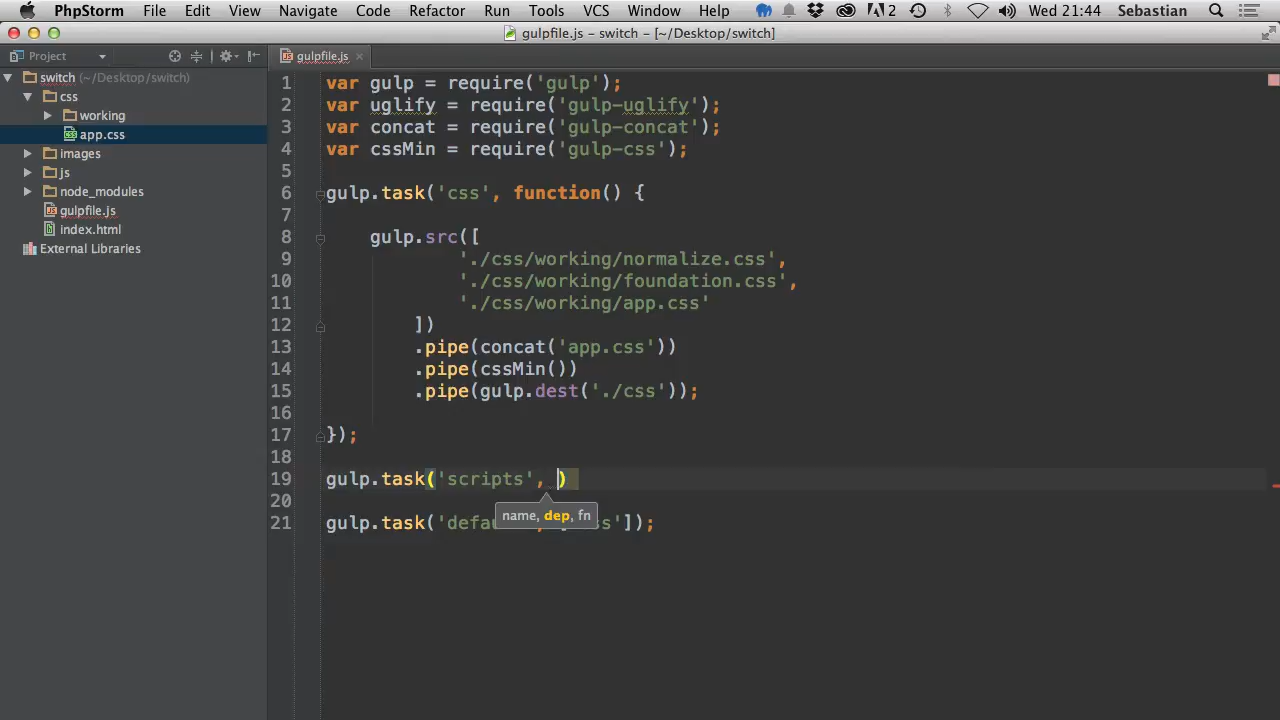 PhpStorm File Edit View Navigate Code Refactor Run Tools VCS Window Help 2 Wed 21:44 Sebastian
gulpfile.js – switch – [~/Desktop/switch]
Project
gulpfile.js
switch (~/Desktop/switch)
css
working
app.css
images
js
node_modules
gulpfile.js
index.html
External Libraries
1 var gulp = require('gulp');
2 var uglify = require('gulp-uglify');
3 var concat = require('gulp-concat');
4 var cssMin = require('gulp-css');
5
6 gulp.task('css', function() {
7
8 gulp.src([
9 './css/working/normalize.css',
10 './css/working/foundation.css',
11 './css/working/app.css'
12 ])
13 .pipe(concat('app.css'))
14 .pipe(cssMin())
15 .pipe(gulp.dest('./css'));
16
17 });
18
19 gulp.task('scripts', )
20
name, dep, fn
21 gulp.task('defa ss']);